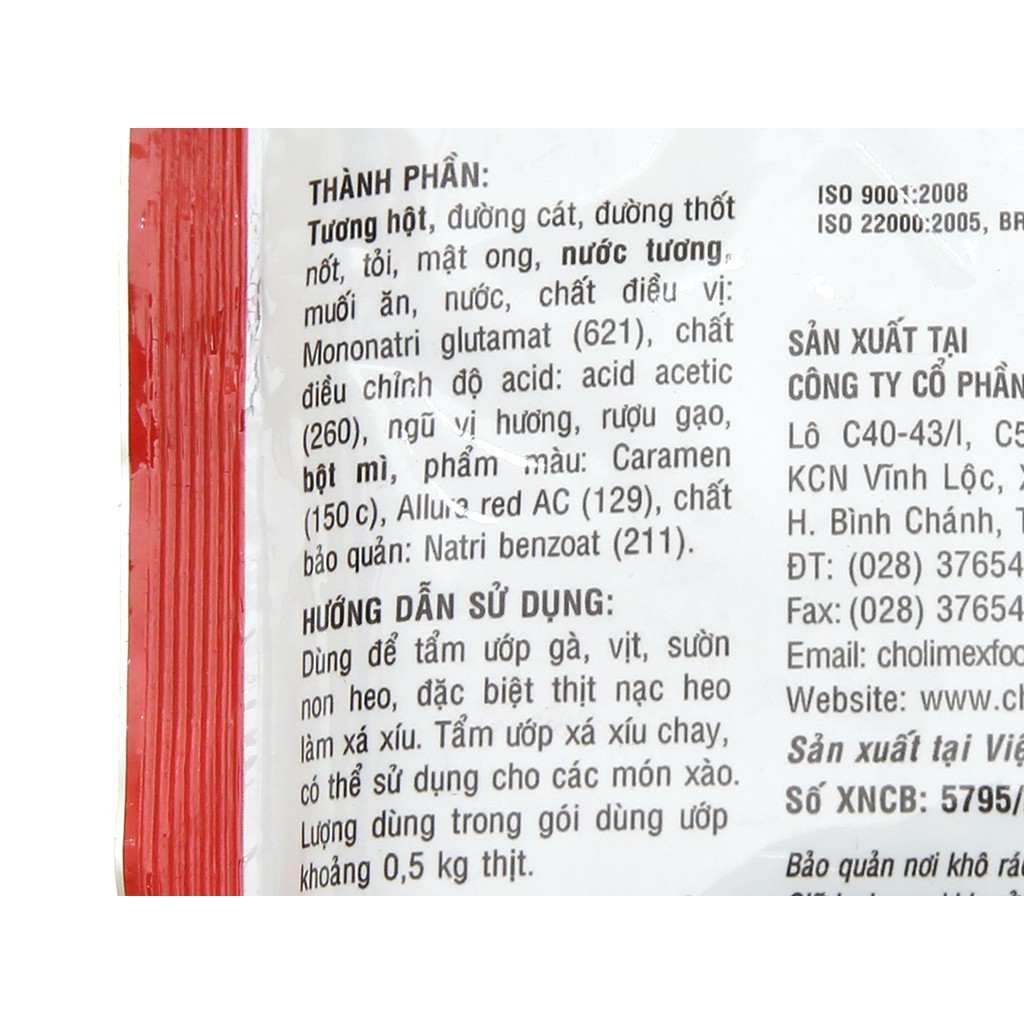 THÀNH PHẦN:
Tương hột, đường cát, đường thốt
nốt, tỏi, mật ong, nước tương,
muối ăn, nước, chất điều vị:
Mononatri glutamat (621), chất
điều chỉnh độ acid: acid acetic
(260), ngũ vị hương, rượu gạo,
bột mì, phẩm màu: Caramen
(150 c), Allura red AC (129), chất
bảo quản: Natri benzoat (211).
HƯỚNG DẪN SỬ DỤNG:
Dùng để tẩm ướp gà, vịt, sườn
non heo, đặc biệt thịt nạc heo
làm xá xíu. Tẩm ướp xá xíu chay,
có thể sử dụng cho các món xào.
Lượng dùng trong gói dùng ướp
khoảng 0,5 kg thịt.
ISO 9001:2008
ISO 22000:2005, BR
SẢN XUẤT TẠI
CÔNG TY CỔ PHẦN
Lô C40-43/I, C5
KCN Vĩnh Lộc, X
H. Bình Chánh, T
ĐT: (028) 37654
Fax: (028) 37654
Email: cholimexfoo
Website: www.ch
Sản xuất tại Việ
Số XNCB: 5795/
Bảo quản nơi khô ráo